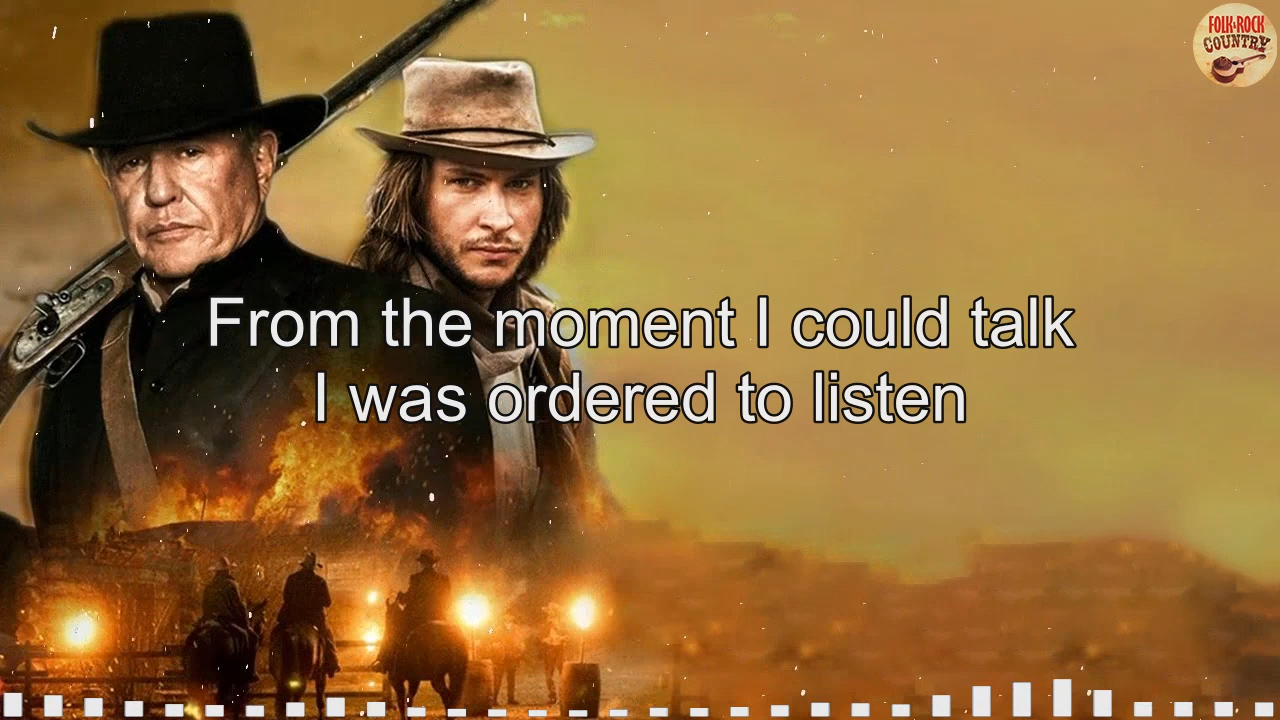 FOLK & ROCK
COUNTRY
From the moment I could talk
I was ordered to listen